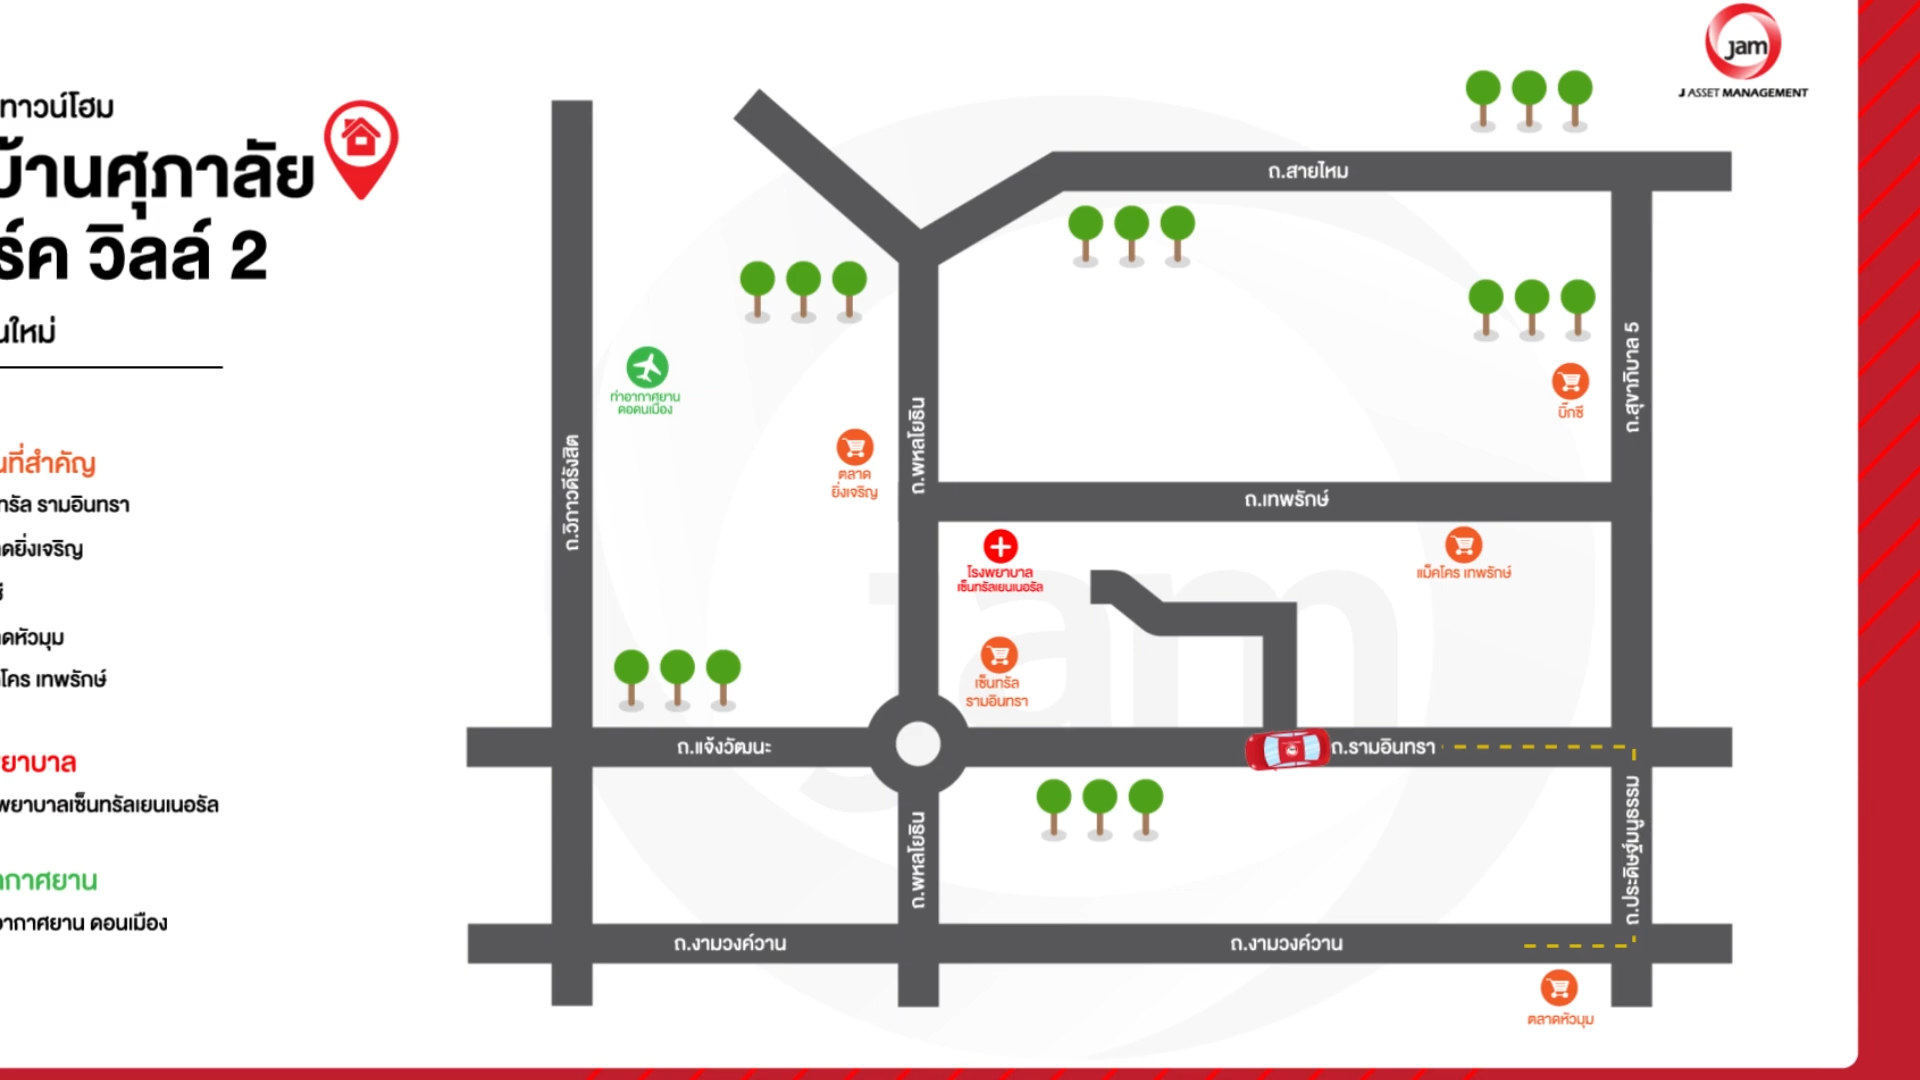 ทาวน์โฮม
บ้านศุภาลัย
ร์ค วิลล์ 2
นใหม่
นที่สำคัญ
ทรัล รามอินทรา
าดยิ่งเจริญ
ซี
าดหัวมุม
คโคร เทพรักษ์
ยาบาล
พยาบาลเซ็นทรัลเยนเนอรัล
ากาศยาน
อากาศยาน ดอนเมือง
jam
J ASSET MANAGEMENT
ถ.สายไหม
ถ.สุขาภิบาล 5
ท่าอากาศยาน
ดอนเมือง
บิ๊กซี
ถ.พหลโยธิน
ตลาด
ยิ่งเจริญ
ถ.วิภาวดีรังสิต
ถ.เทพรักษ์
โรงพยาบาล
เซ็นทรัลเยนเนอรัล
แม็คโคร เทพรักษ์
jam
เซ็นทรัล
รามอินทรา
ถ.แจ้งวัฒนะ
ถ.รามอินทรา
ถ.พหลโยธิน
ถ.ประดิษฐ์มนูธรรม
ถ.งามวงศ์วาน
ถ.งามวงศ์วาน
ตลาดหัวมุม